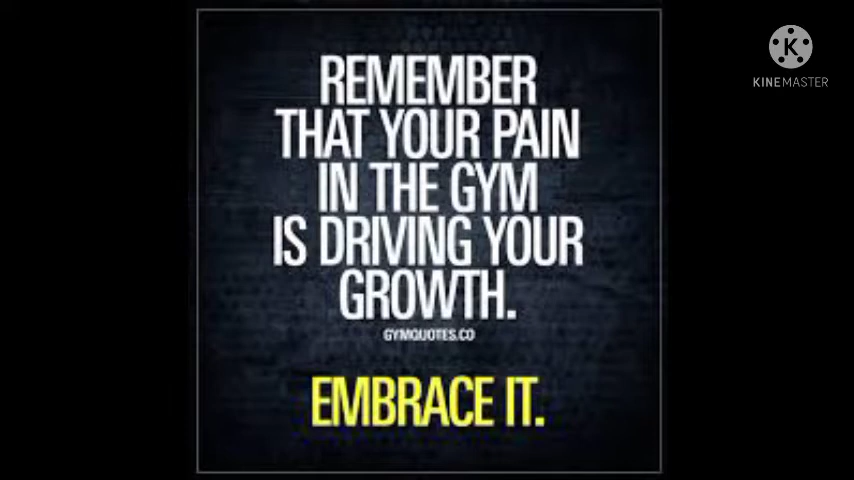 REMEMBER
THAT YOUR PAIN
IN THE GYM
IS DRIVING YOUR
GROWTH.
GYMQUOTES.CO
EMBRACE IT.
K
KINEMASTER